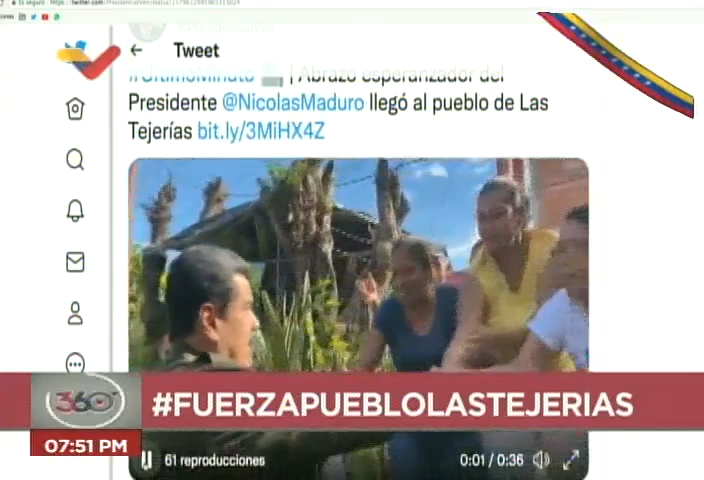 Tweet
#ÚltimoMinuto | Abrazo esperanzador del
Presidente @NicolasMaduro llegó al pueblo de Las
Tejerías bit.ly/3MiHX4Z
360°
#FUERZAPUEBLOLASTEJERIAS
07:51 PM
61 reproducciones
0:01 / 0:36